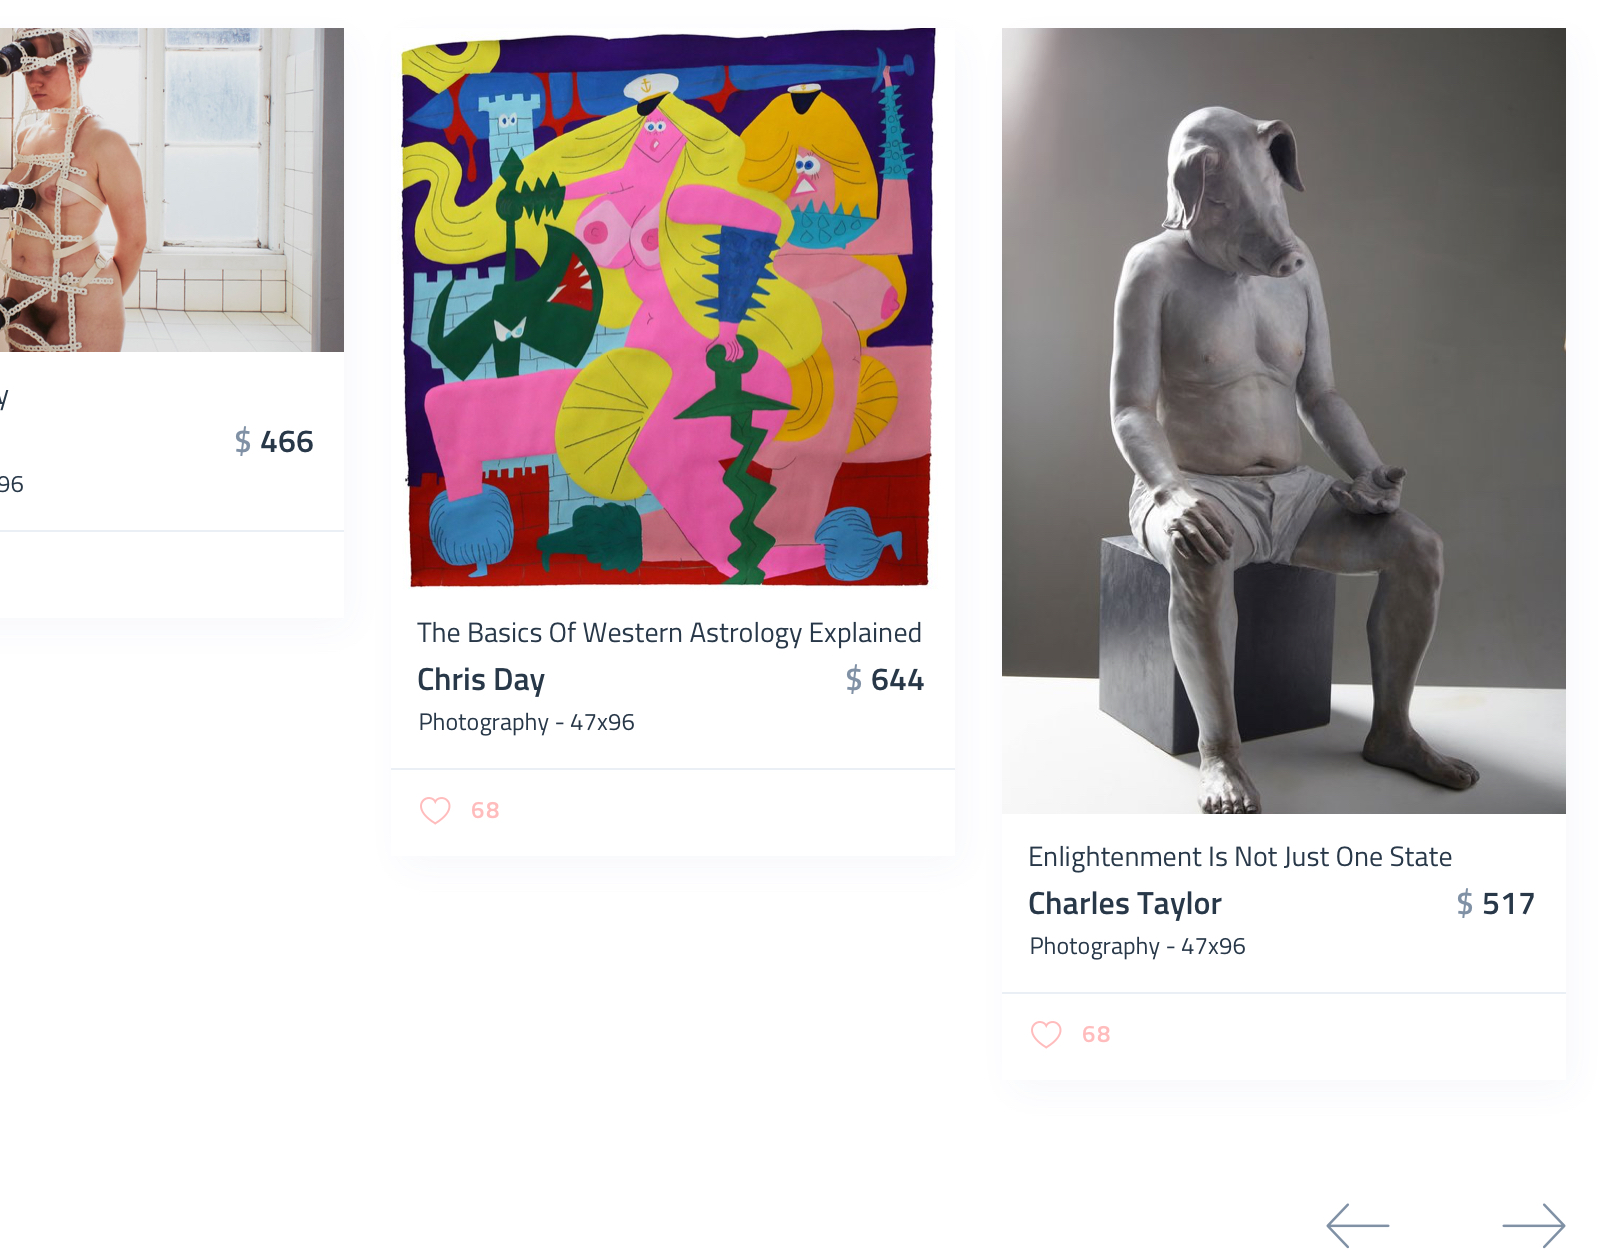 y
$ 466
96
The Basics Of Western Astrology Explained
Chris Day
$ 644
Photography - 47x96
68
Enlightenment Is Not Just One State
Charles Taylor
$ 517
Photography - 47x96
68